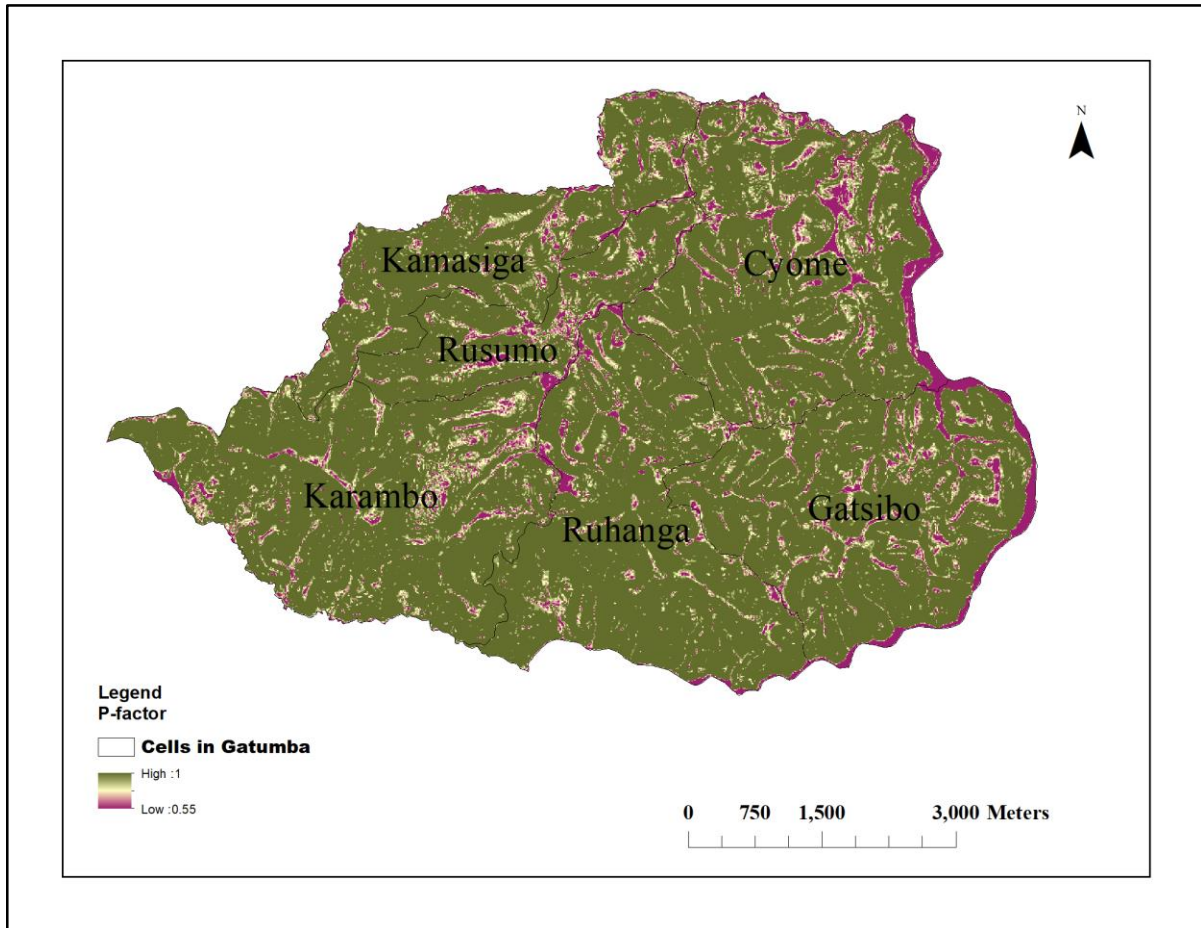 N
Kamasiga
Cyome
Rusumo
Karambo
Ruhanga
Gatsibo
Legend
P-factor
Cells in Gatumba
High :1
Low :0.55
0 750 1,500 3,000 Meters